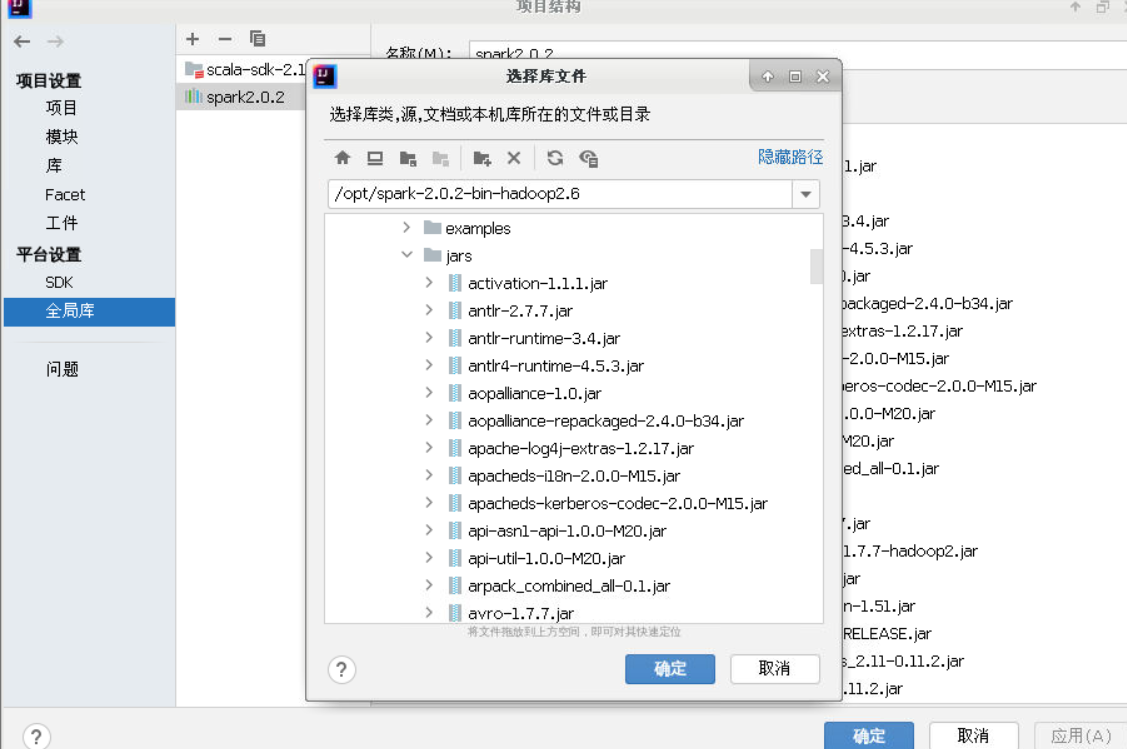 项目结构
名称(M): spark2.0.2
项目设置
项目
模块
库
Facet
工件
平台设置
SDK
全局库
问题
scala-sdk-2.1
spark2.0.2
选择库文件
选择库类,源,文档或本机库所在的文件或目录
隐藏路径
/opt/spark-2.0.2-bin-hadoop2.6
examples
jars
activation-1.1.1.jar
antlr-2.7.7.jar
antlr-runtime-3.4.jar
antlr4-runtime-4.5.3.jar
aopalliance-1.0.jar
aopalliance-repackaged-2.4.0-b34.jar
apache-log4j-extras-1.2.17.jar
apacheds-i18n-2.0.0-M15.jar
apacheds-kerberos-codec-2.0.0-M15.jar
api-asn1-api-1.0.0-M20.jar
api-util-1.0.0-M20.jar
arpack_combined_all-0.1.jar
avro-1.7.7.jar
将文件拖放到上方空间，即可对其快速定位
?
确定
取消
1.jar
3.4.jar
-4.5.3.jar
.jar
packaged-2.4.0-b34.jar
extras-1.2.17.jar
-2.0.0-M15.jar
beros-codec-2.0.0-M15.jar
.0.0-M20.jar
M20.jar
ed_all-0.1.jar
7.jar
1.7.7-hadoop2.jar
jar
n-1.51.jar
RELEASE.jar
s_2.11-0.11.2.jar
.11.2.jar
?
确定
取消
应用(A)